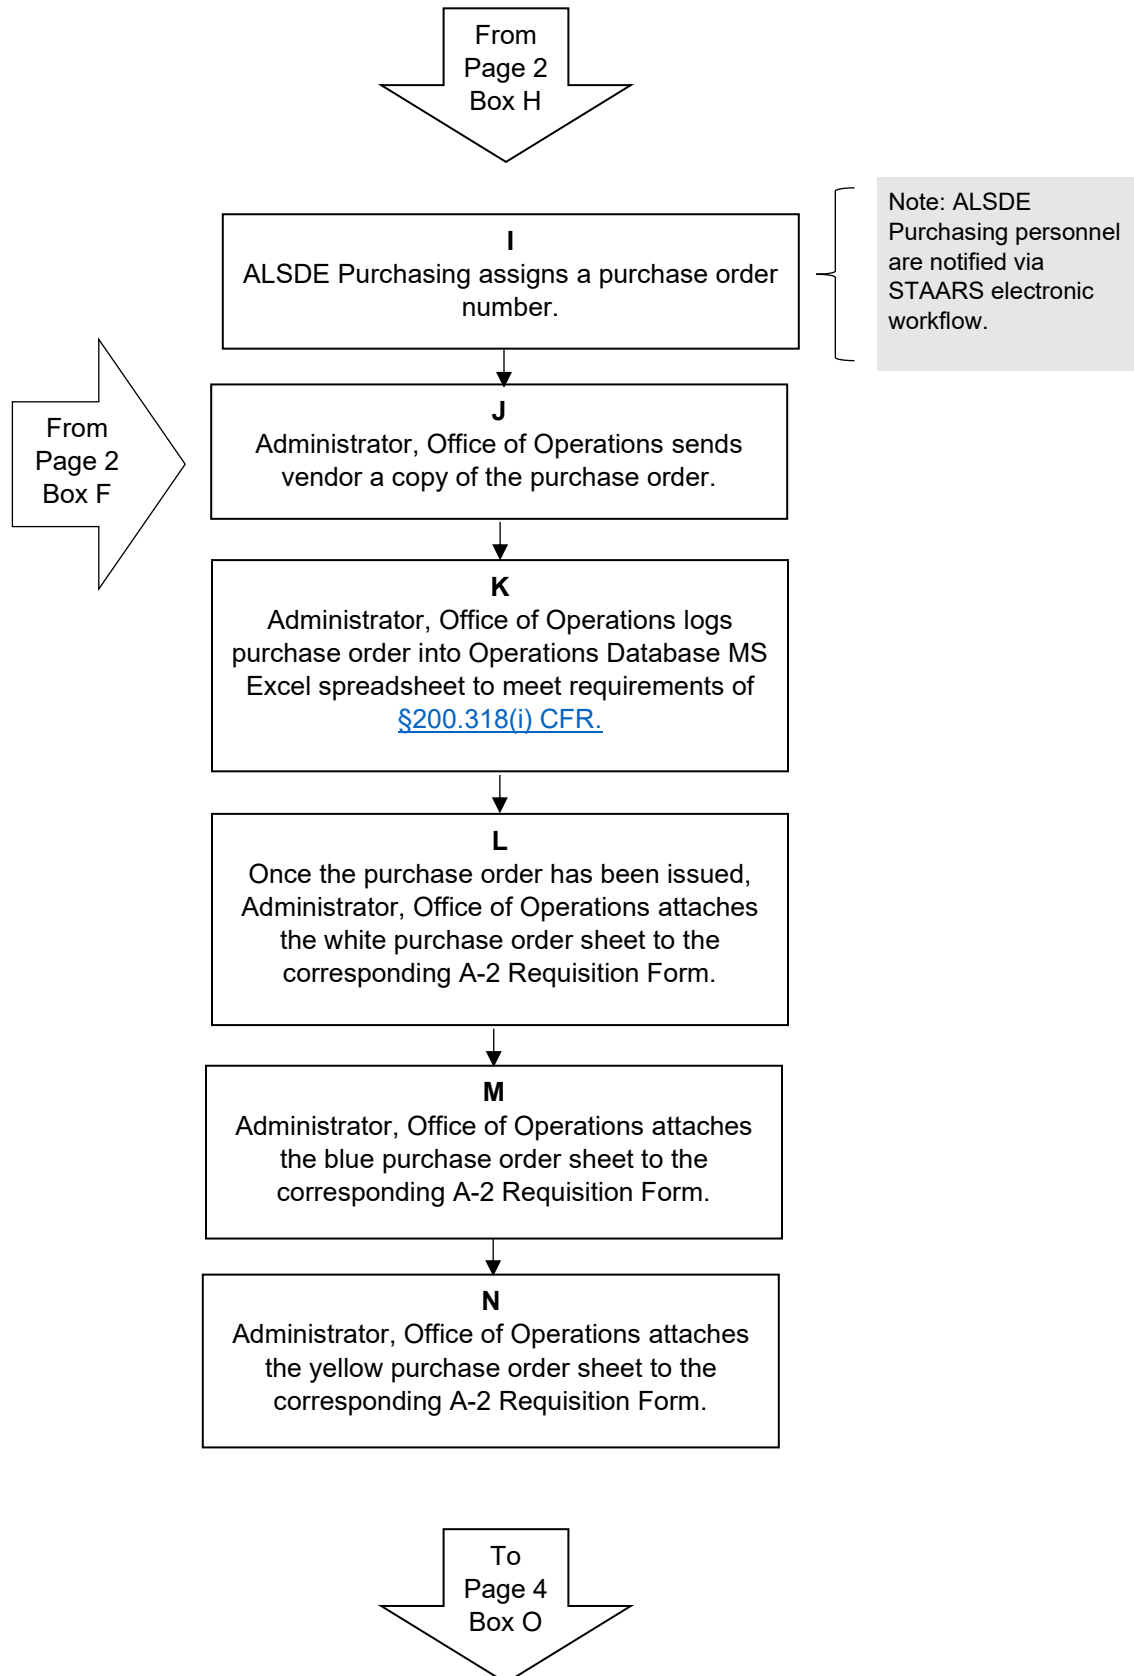 From
Page 2
Box H
I
ALSDE Purchasing assigns a purchase order
number.
Note: ALSDE
Purchasing personnel
are notified via
STAARS electronic
workflow.
From
Page 2
Box F
J
Administrator, Office of Operations sends
vendor a copy of the purchase order.
K
Administrator, Office of Operations logs
purchase order into Operations Database MS
Excel spreadsheet to meet requirements of
§200.318(i) CFR.
L
Once the purchase order has been issued,
Administrator, Office of Operations attaches
the white purchase order sheet to the
corresponding A-2 Requisition Form.
M
Administrator, Office of Operations attaches
the blue purchase order sheet to the
corresponding A-2 Requisition Form.
N
Administrator, Office of Operations attaches
the yellow purchase order sheet to the
corresponding A-2 Requisition Form.
To
Page 4
Box O